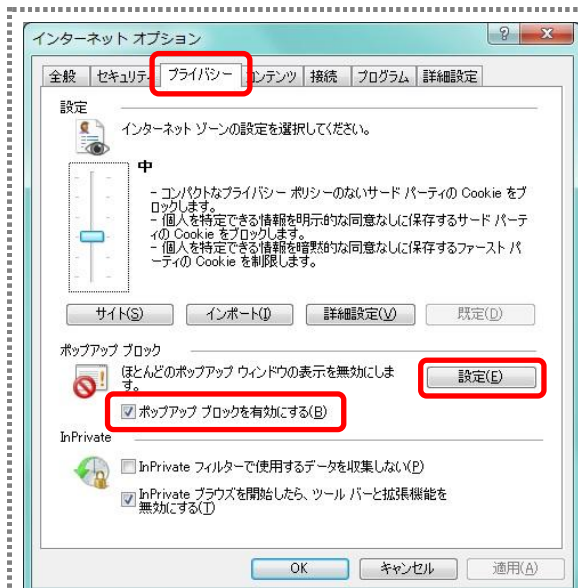 インターネット オプション
全般 セキュリティ プライバシー コンテンツ 接続 プログラム 詳細設定
設定
インターネット ゾーンの設定を選択してください。
中
- コンパクトなプライバシー ポリシーのないサード パーティの Cookie をブ
ロックします。
- 個人を特定できる情報を明示的な同意なしに保存するサード パーテ
ィの Cookie をブロックします。
- 個人を特定できる情報を暗黙的な同意なしに保存するファースト パ
ーティの Cookie を制限します。
サイト(S) インポート(I) 詳細設定(V) 既定(D)
ポップアップ ブロック
ほとんどのポップアップ ウィンドウの表示を無効にしま
す。
設定(E)
ポップアップ ブロックを有効にする(B)
InPrivate
InPrivate フィルターで使用するデータを収集しない(P)
InPrivate ブラウズを開始したら、ツール バーと拡張機能を
無効にする(T)
OK キャンセル 適用(A)